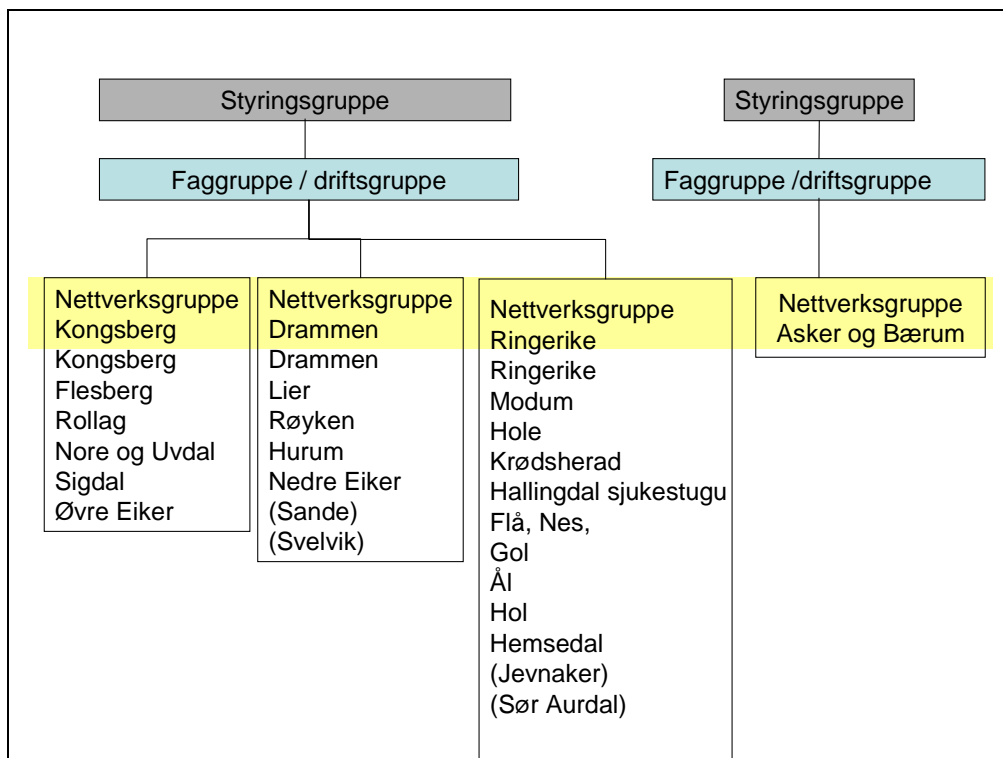 Styringsgruppe
Styringsgruppe
Faggruppe / driftsgruppe
Faggruppe /driftsgruppe
Nettverksgruppe
Kongsberg
Kongsberg
Flesberg
Rollag
Nore og Uvdal
Sigdal
Øvre Eiker
Nettverksgruppe
Drammen
Drammen
Lier
Røyken
Hurum
Nedre Eiker
(Sande)
(Svelvik)
Nettverksgruppe
Ringerike
Ringerike
Modum
Hole
Krødsherad
Hallingdal sjukestugu
Flå, Nes,
Gol
Ål
Hol
Hemsedal
(Jevnaker)
(Sør Aurdal)
Nettverksgruppe
Asker og Bærum